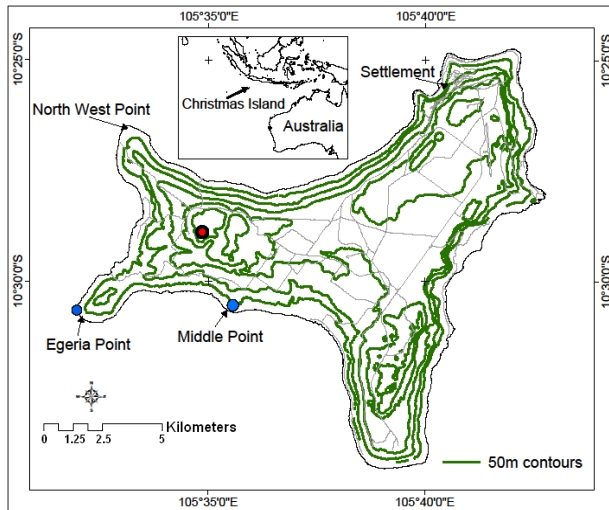 105°35'0"E 105°40'0"E
10°25'0"S 10°25'0"S
Settlement
Christmas Island
North West Point
Australia
10°30'0"S 10°30'0"S
Middle Point
Egeria Point
N
W E
S
Kilometers
0 1.25 2.5 5
50m contours
105°35'0"E 105°40'0"E